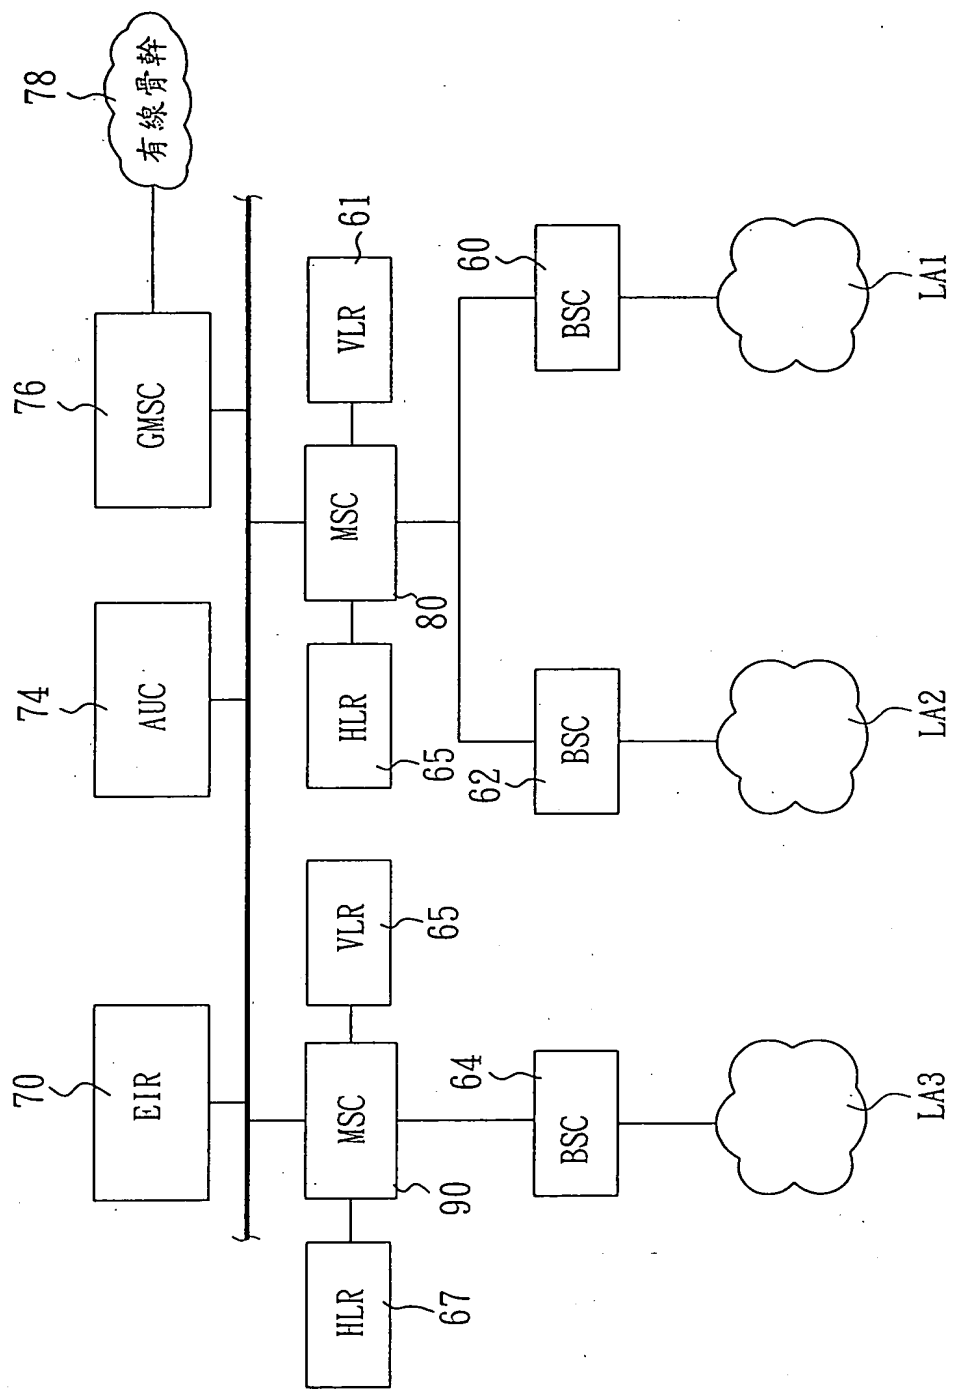 70
74
76
78
EIR
AUC
GMSC
有線骨幹
HLR
MSC
VLR
HLR
MSC
VLR
67
90
65
65
80
61
64
62
60
BSC
BSC
BSC
LA3
LA2
LA1